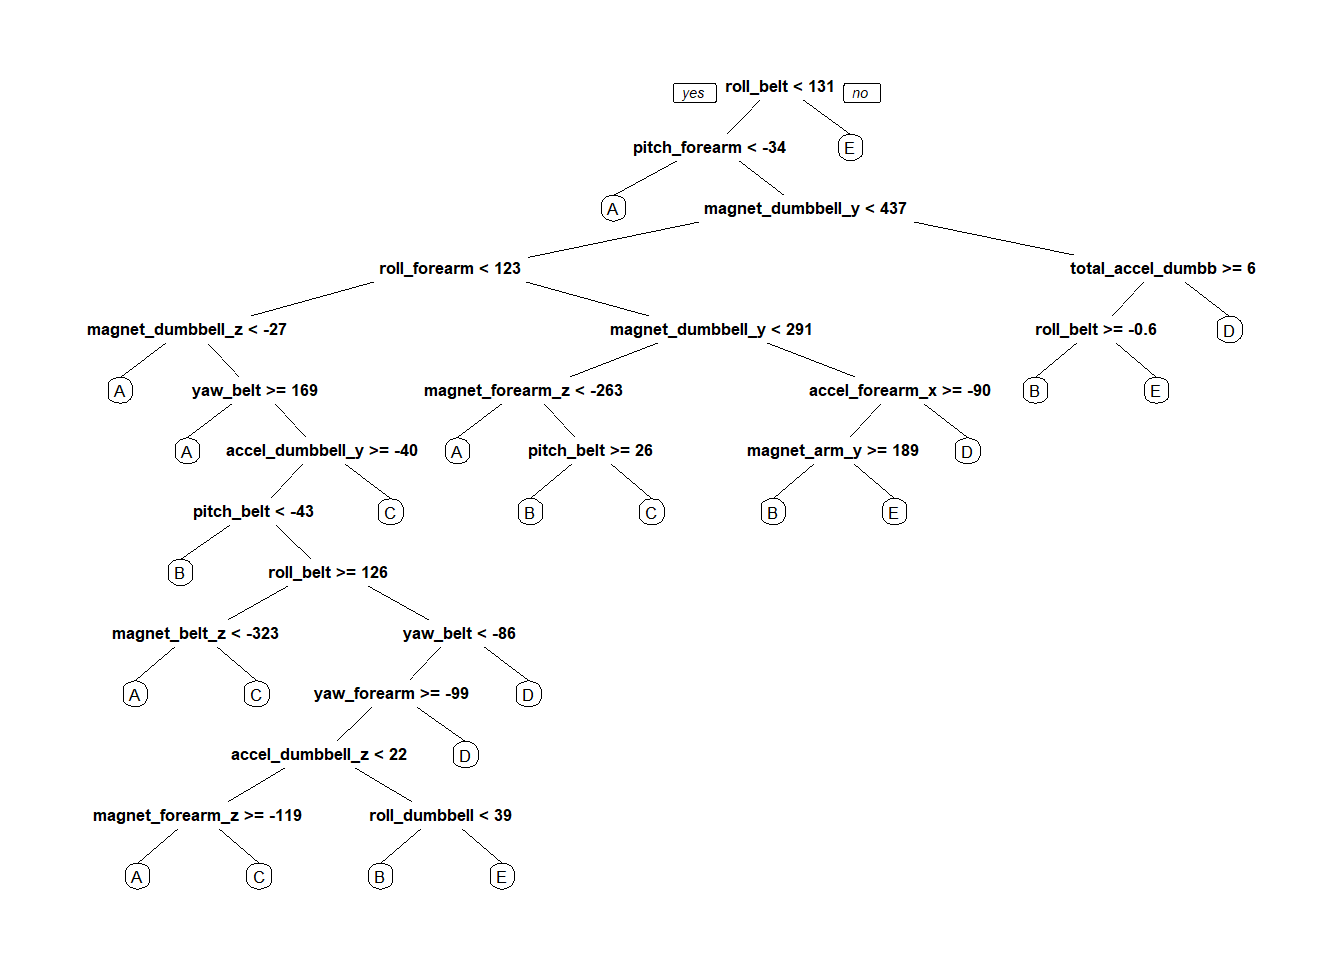 yes roll_belt < 131 no
pitch_forearm < -34 E
A magnet_dumbbell_y < 437
roll_forearm < 123 total_accel_dumbb >= 6
magnet_dumbbell_z < -27 magnet_dumbbell_y < 291 roll_belt >= -0.6 D
A yaw_belt >= 169 magnet_forearm_z < -263 accel_forearm_x >= -90 B E
A accel_dumbbell_y >= -40 A pitch_belt >= 26 magnet_arm_y >= 189 D
pitch_belt < -43 C B C B E
B roll_belt >= 126
magnet_belt_z < -323 yaw_belt < -86
A C yaw_forearm >= -99 D
accel_dumbbell_z < 22 D
magnet_forearm_z >= -119 roll_dumbbell < 39
A C B E